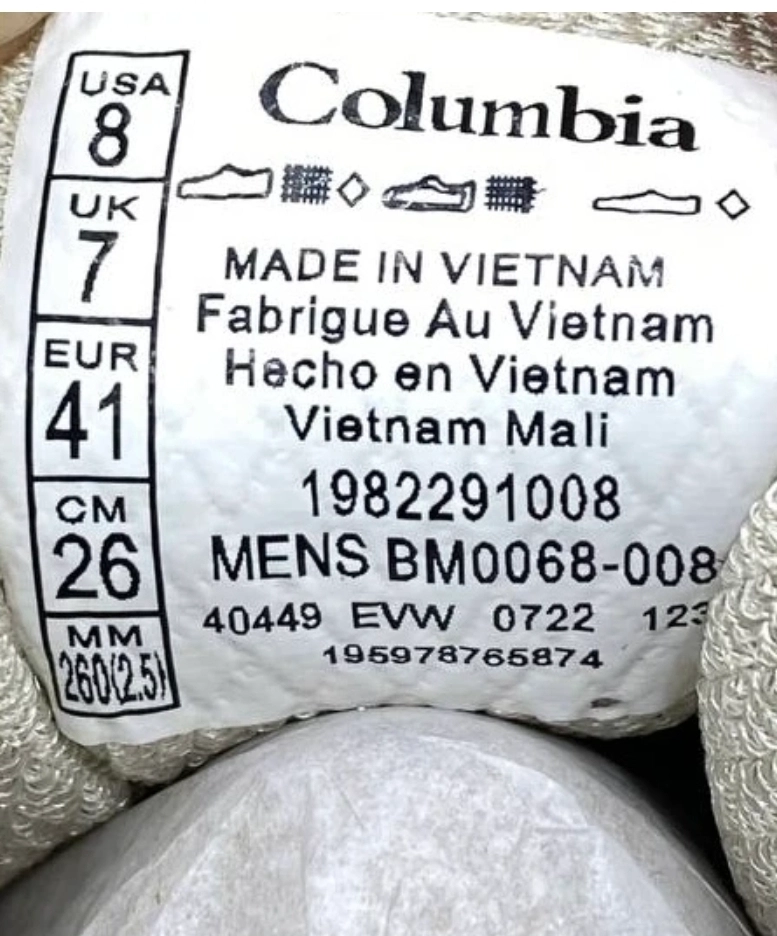 USA
8
UK
7
EUR
41
CM
26
MM
260(2.5)
Columbia
MADE IN VIETNAM
Fabrigue Au Vietnam
Hecho en Vietnam
Vietnam Mali
1982291008
MENS BM0068-008
40449 EVW 0722 123
195978765874